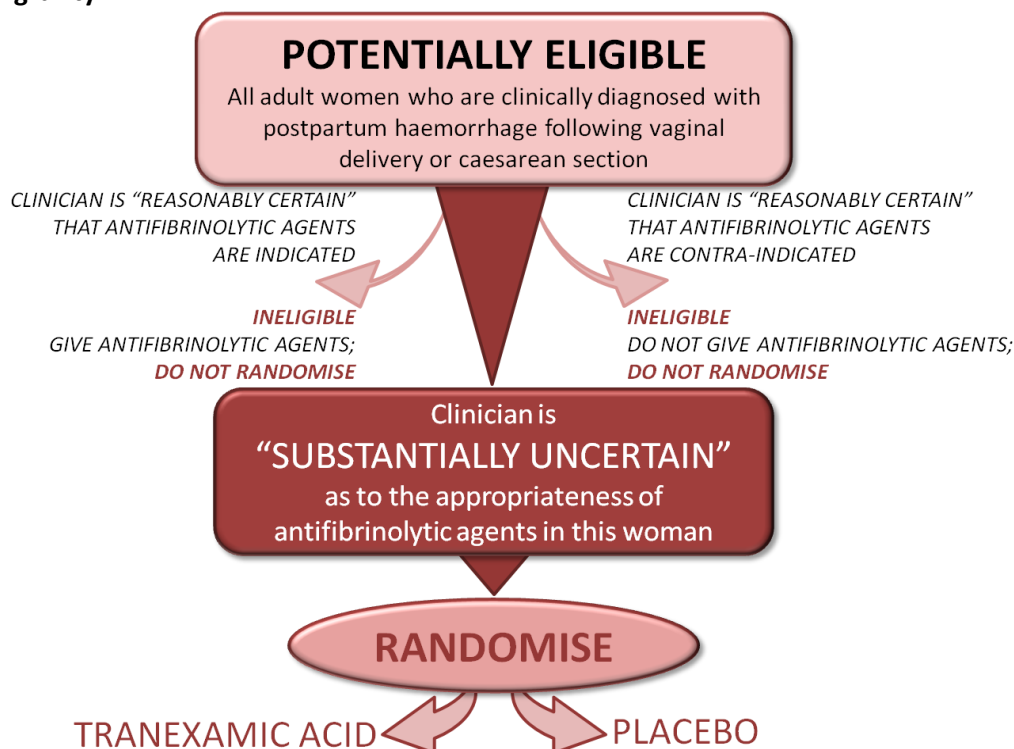 POTENTIALLY ELIGIBLE
All adult women who are clinically diagnosed with
postpartum haemorrhage following vaginal
delivery or caesarean section
CLINICIAN IS “REASONABLY CERTAIN”
THAT ANTIFIBRINOLYTIC AGENTS
ARE INDICATED
INELIGIBLE
GIVE ANTIFIBRINOLYTIC AGENTS;
DO NOT RANDOMISE
CLINICIAN IS “REASONABLY CERTAIN”
THAT ANTIFIBRINOLYTIC AGENTS
ARE CONTRA-INDICATED
INELIGIBLE
DO NOT GIVE ANTIFIBRINOLYTIC AGENTS;
DO NOT RANDOMISE
Clinician is
“SUBSTANTIALLY UNCERTAIN”
as to the appropriateness of
antifibrinolytic agents in this woman
RANDOMISE
TRANEXAMIC ACID
PLACEBO